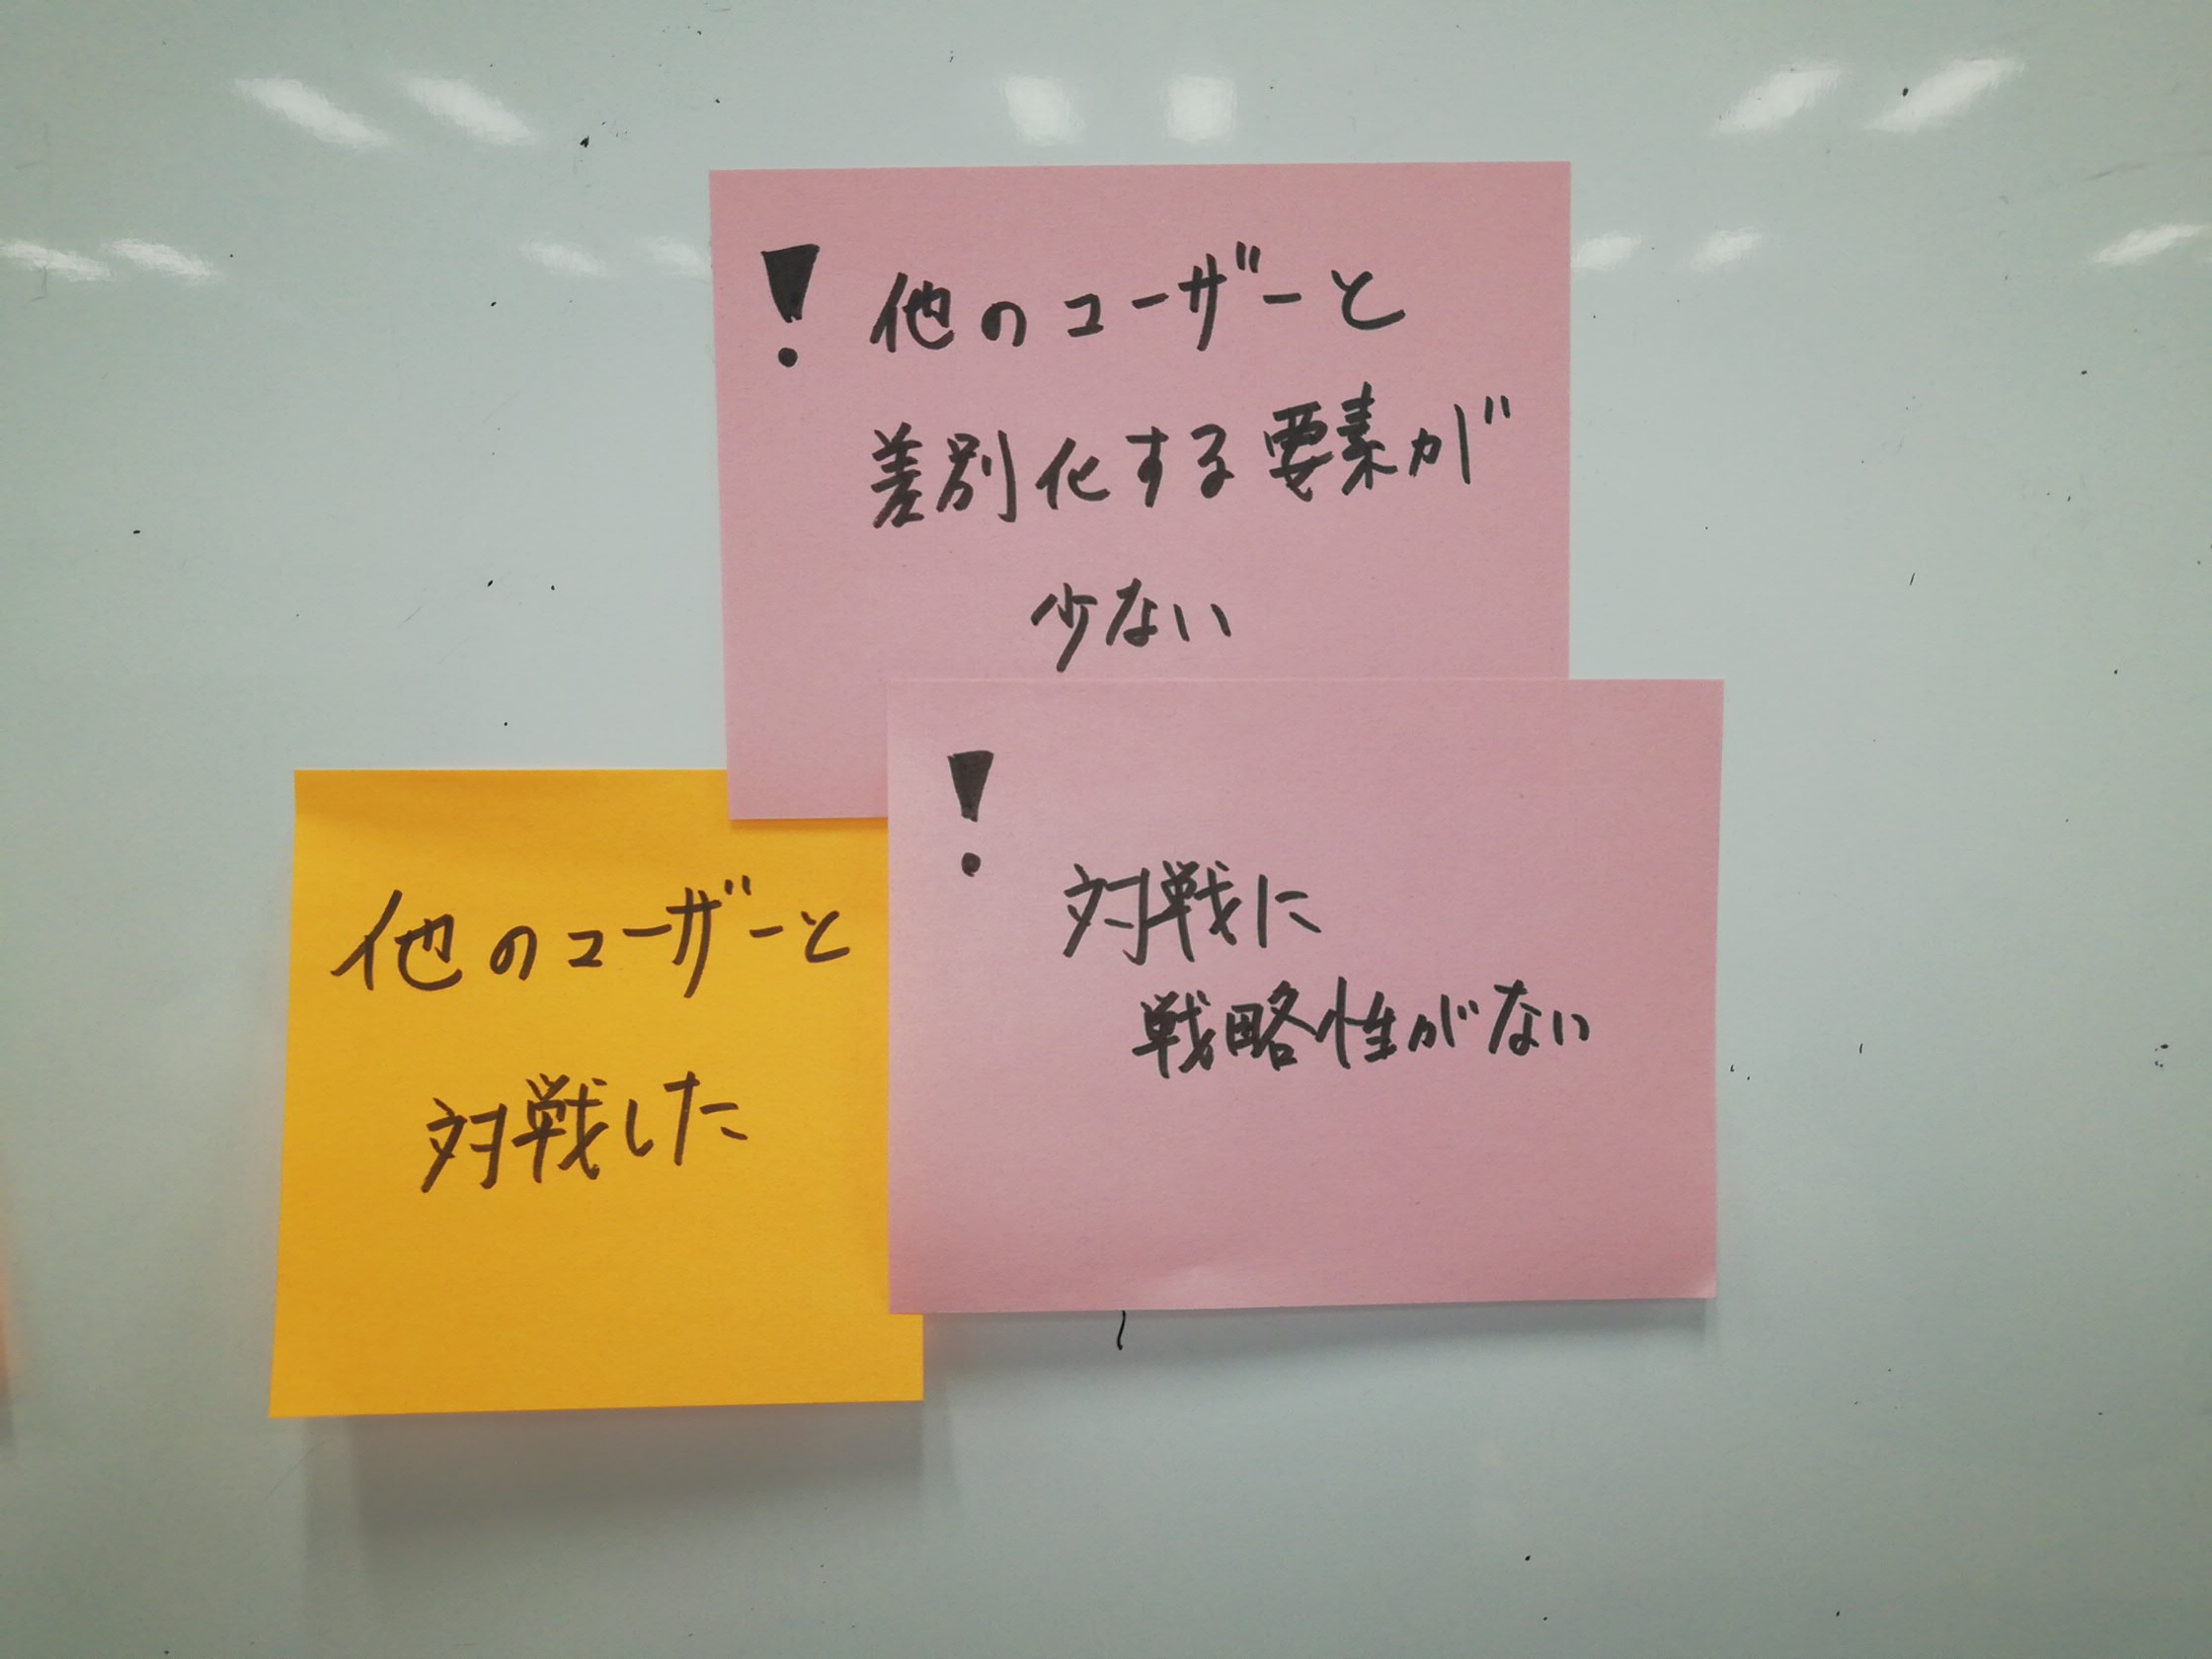 ! 他のユーザーと
差別化する要素が
少ない
他のユーザーと
対戦した
!
対戦に
戦略性がない